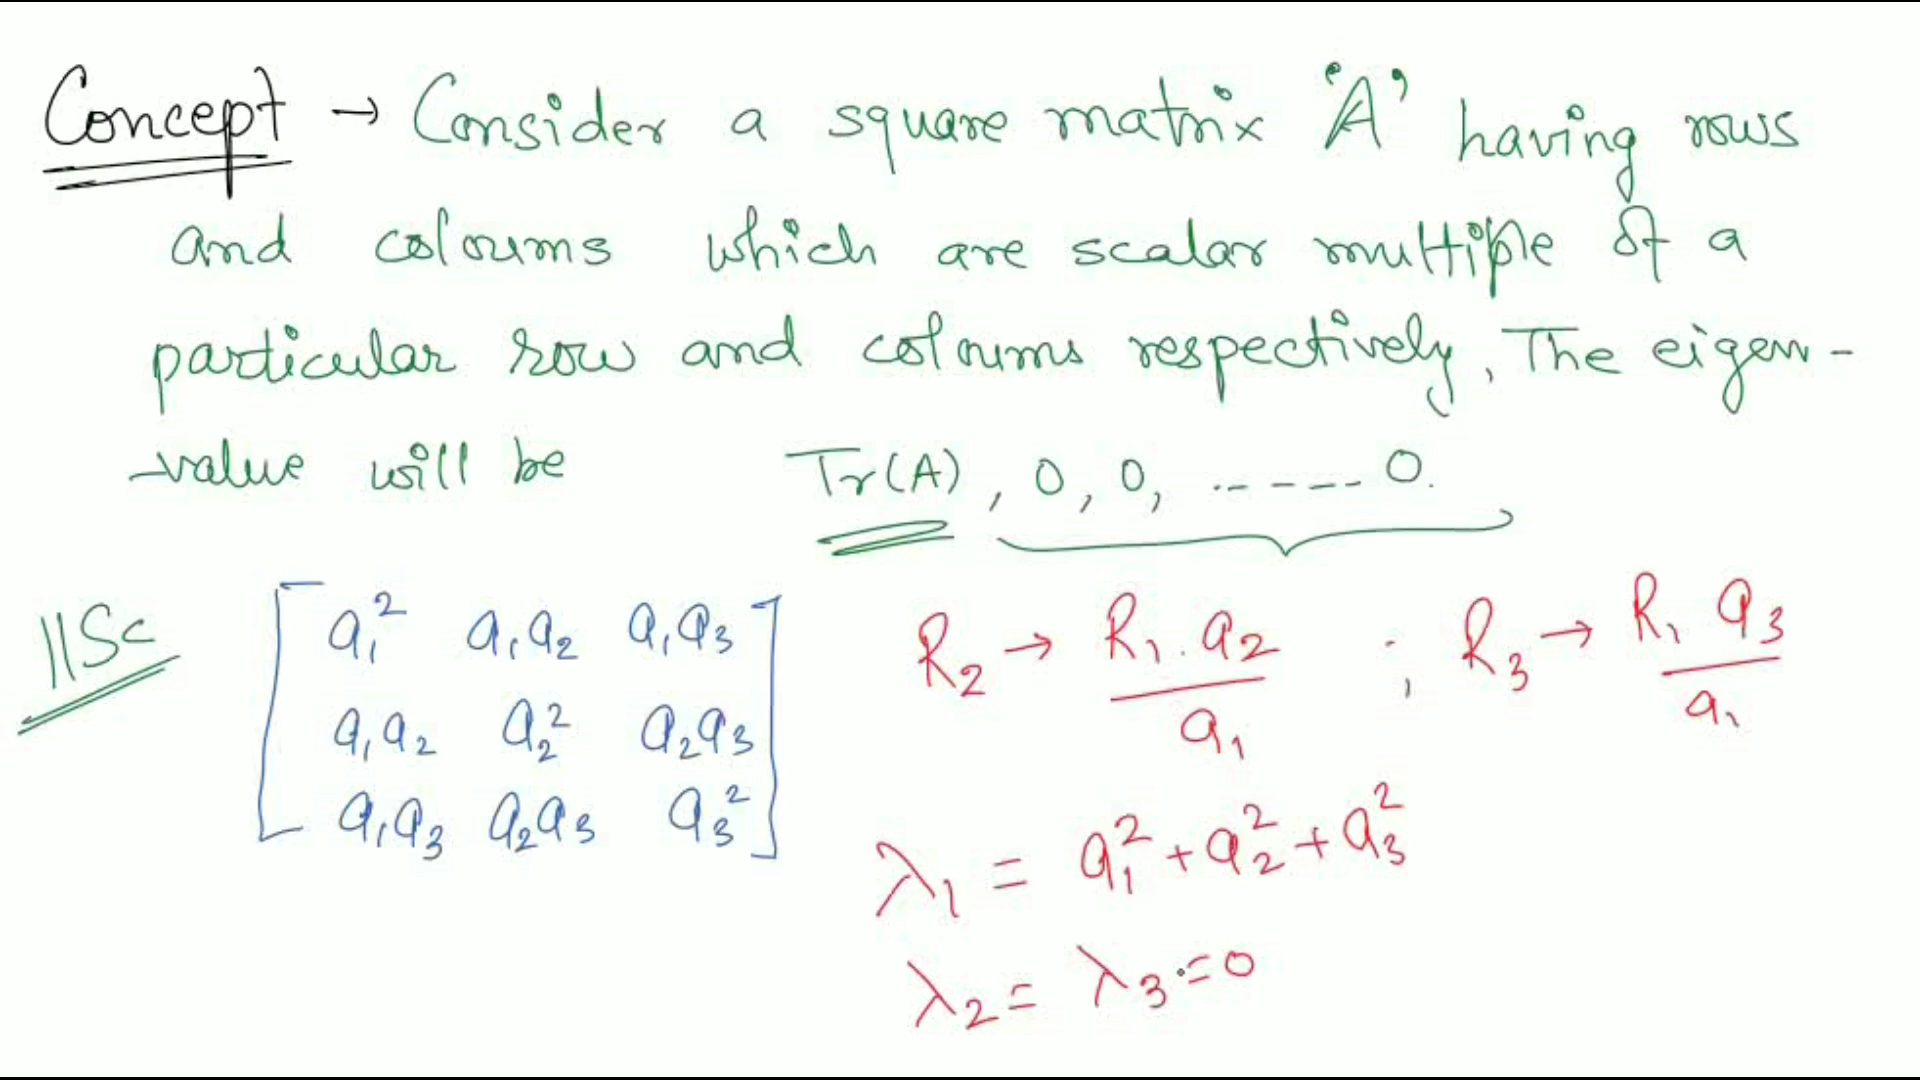 Concept → Consider a square matrix 'A' having rows
and coloums which are scalar multiple of a
particular row and coloums respectively, The eigen-
-value will be Tr(A), 0, 0, ------ 0.
IISc
[ a₁² a₁a₂ a₁a₃
a₁a₂ a₂² a₂a₃
a₁a₃ a₂a₃ a₃² ]
R₂ → R₁.a₂ / a₁ ; R₃ → R₁ a₃ / a₁
λ₁ = a₁² + a₂² + a₃²
λ₂ = λ₃ = 0